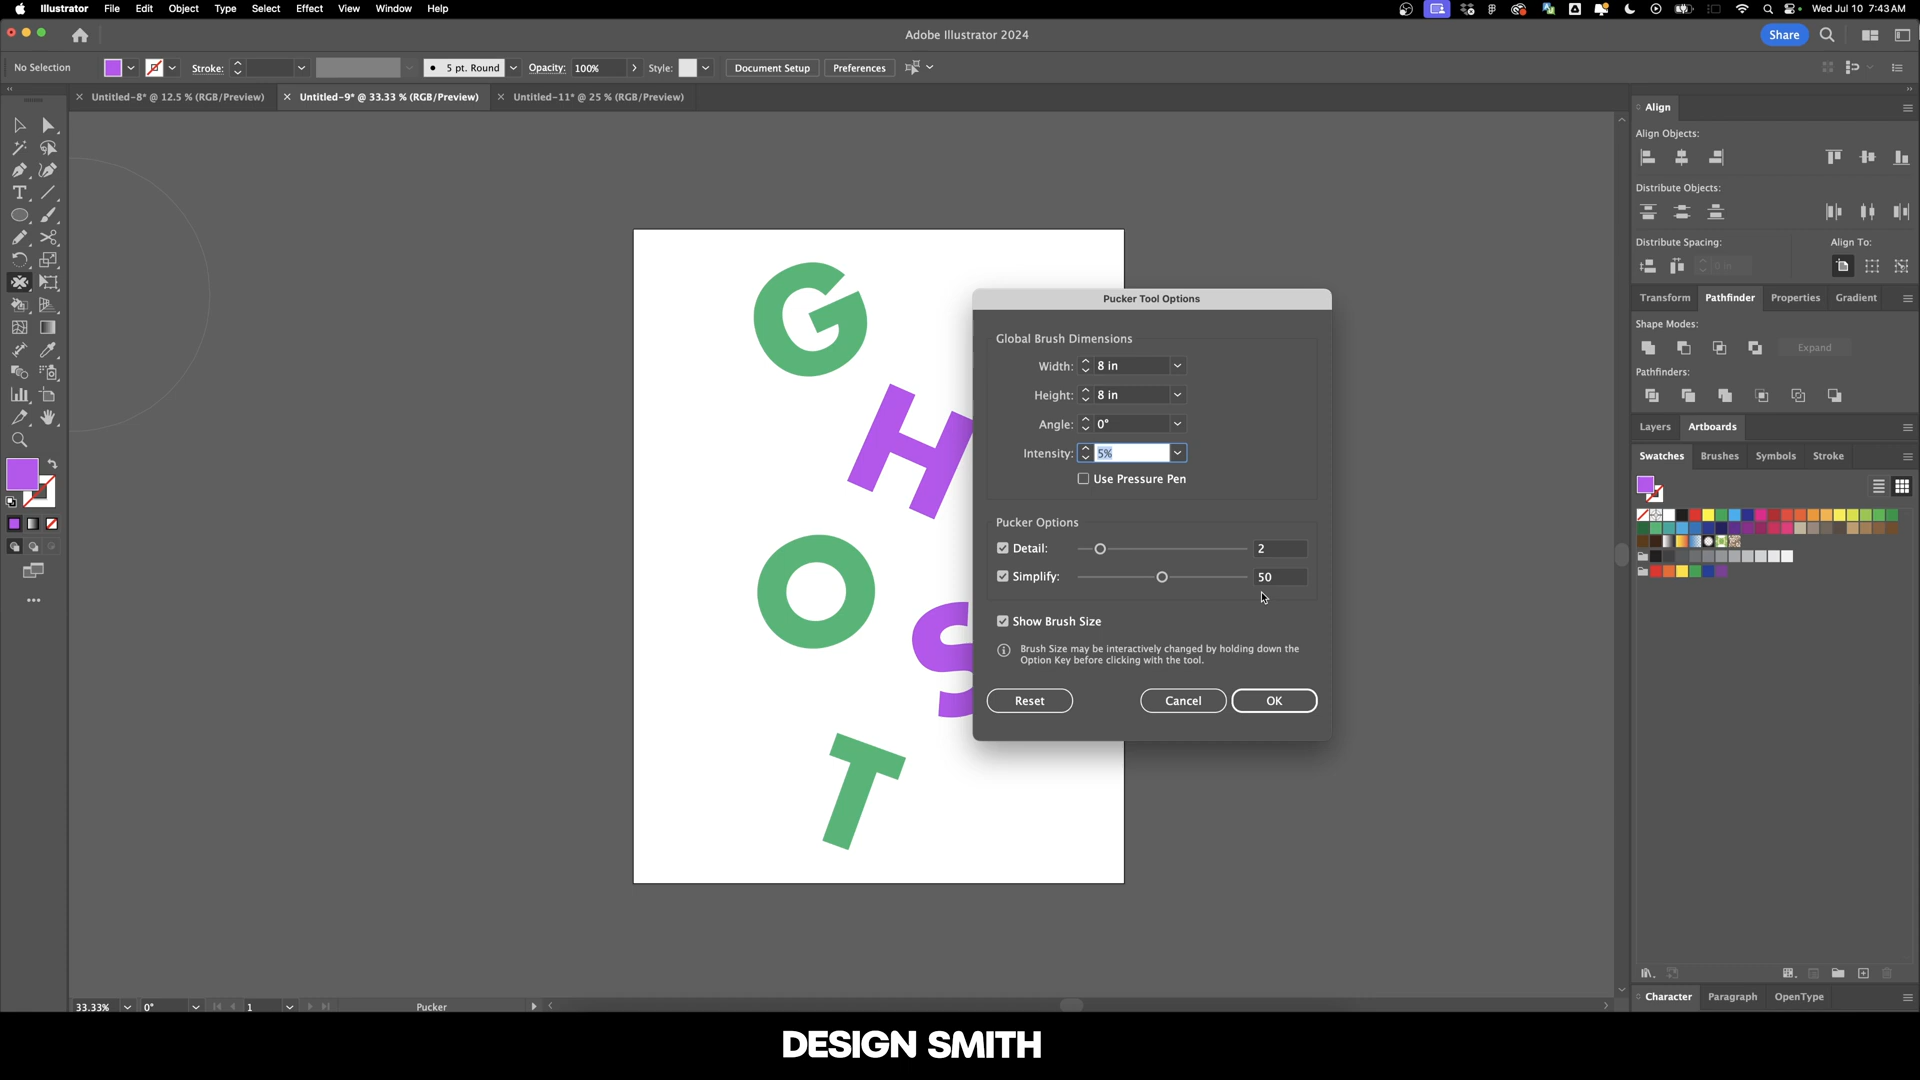 Illustrator File Edit Object Type Select Effect View Window Help
Wed Jul 10 7:43 AM
Adobe Illustrator 2024
Share
No Selection
Stroke:
5 pt. Round
Opacity: 100%
Style:
Document Setup
Preferences
Untitled-8* @ 12.5 % (RGB/Preview)
Untitled-9* @ 33.33 % (RGB/Preview)
Untitled-11* @ 25 % (RGB/Preview)
G
H
O
S
T
Pucker Tool Options
Global Brush Dimensions
Width: 8 in
Height: 8 in
Angle: 0°
Intensity: 5%
Use Pressure Pen
Pucker Options
Detail: 2
Simplify: 50
Show Brush Size
Brush Size may be interactively changed by holding down the
Option Key before clicking with the tool.
Reset
Cancel
OK
Align
Align Objects:
Distribute Objects:
Distribute Spacing:
Align To:
0 in
Transform Pathfinder Properties Gradient
Shape Modes:
Expand
Pathfinders:
Layers Artboards
Swatches Brushes Symbols Stroke
Character Paragraph OpenType
33.33%
0°
1
Pucker
DESIGN SMITH